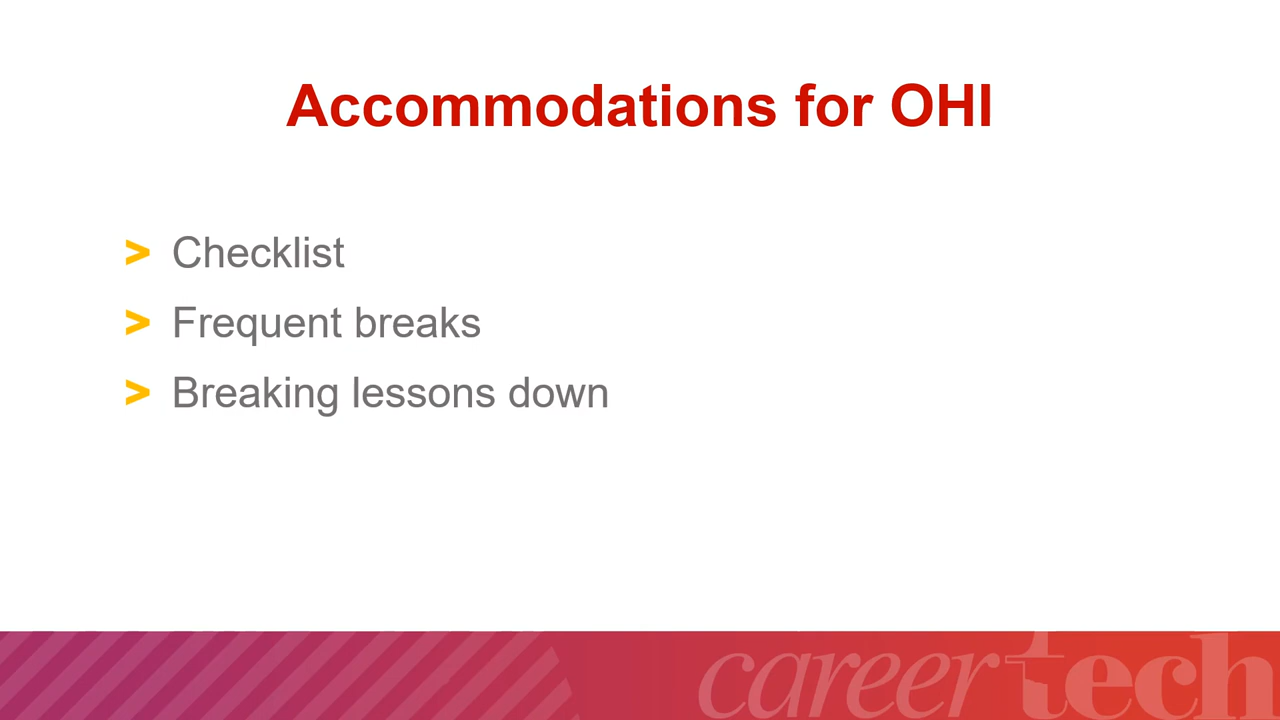 Accommodations for OHI
> Checklist
> Frequent breaks
> Breaking lessons down
careertech